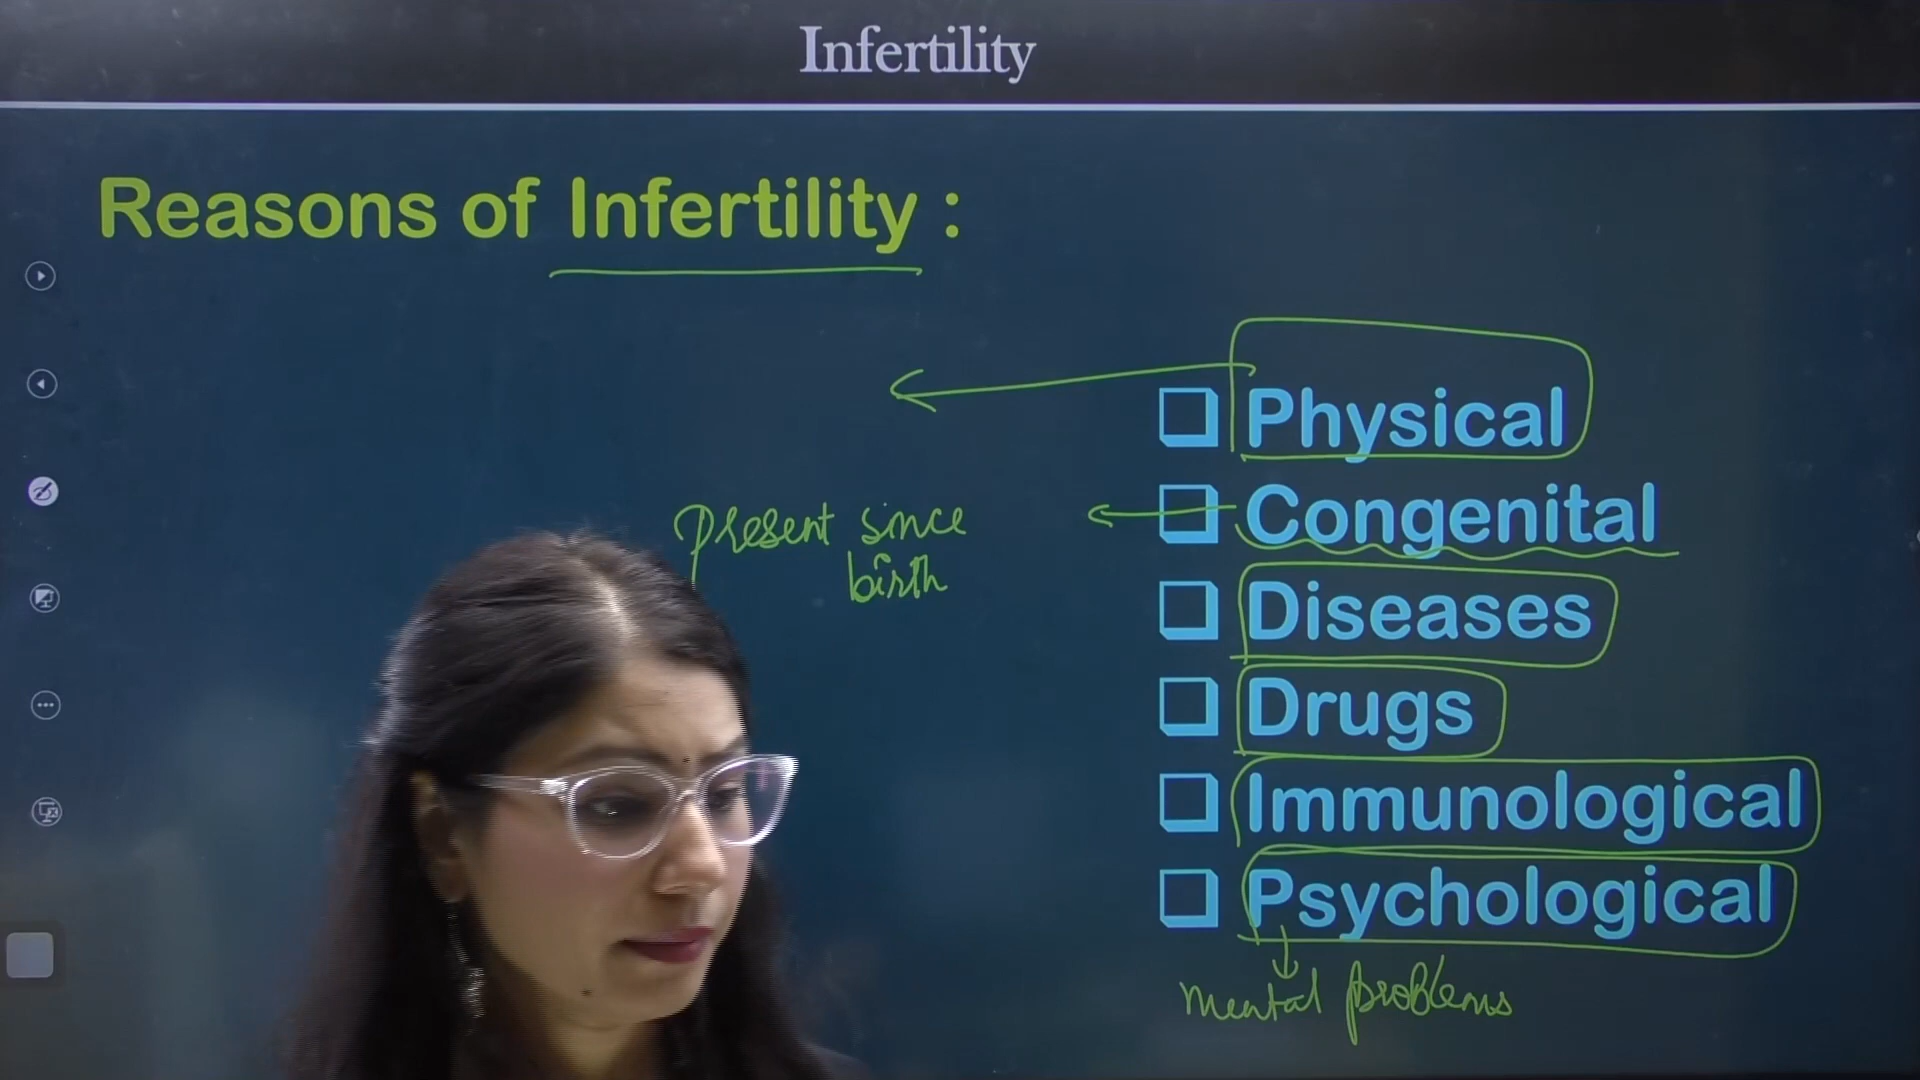 Infertility
Reasons of Infertility :
Physical
Congenital
present since
birth
Diseases
Drugs
Immunological
Psychological
mental problems